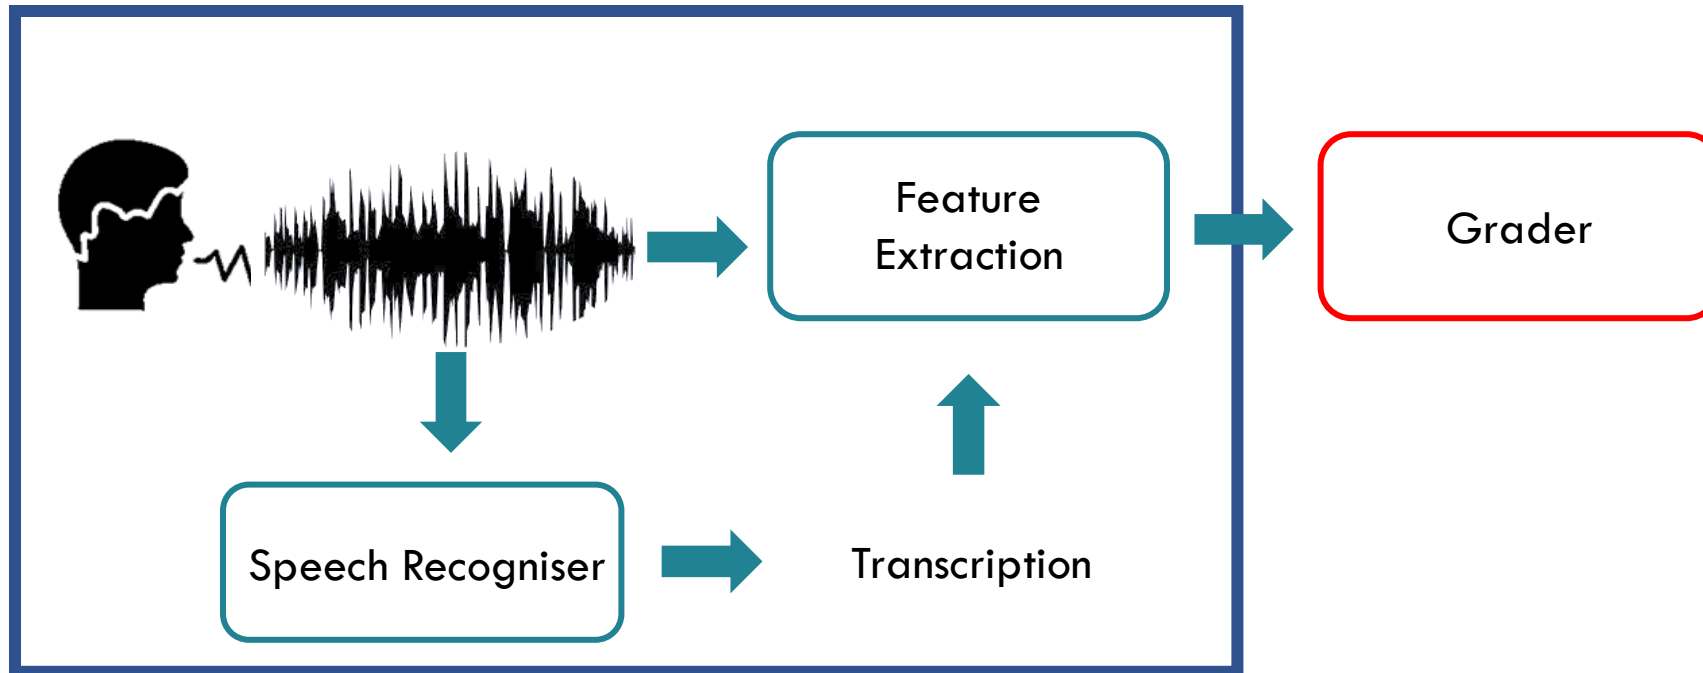 Feature
Extraction
Grader
Speech Recogniser
Transcription